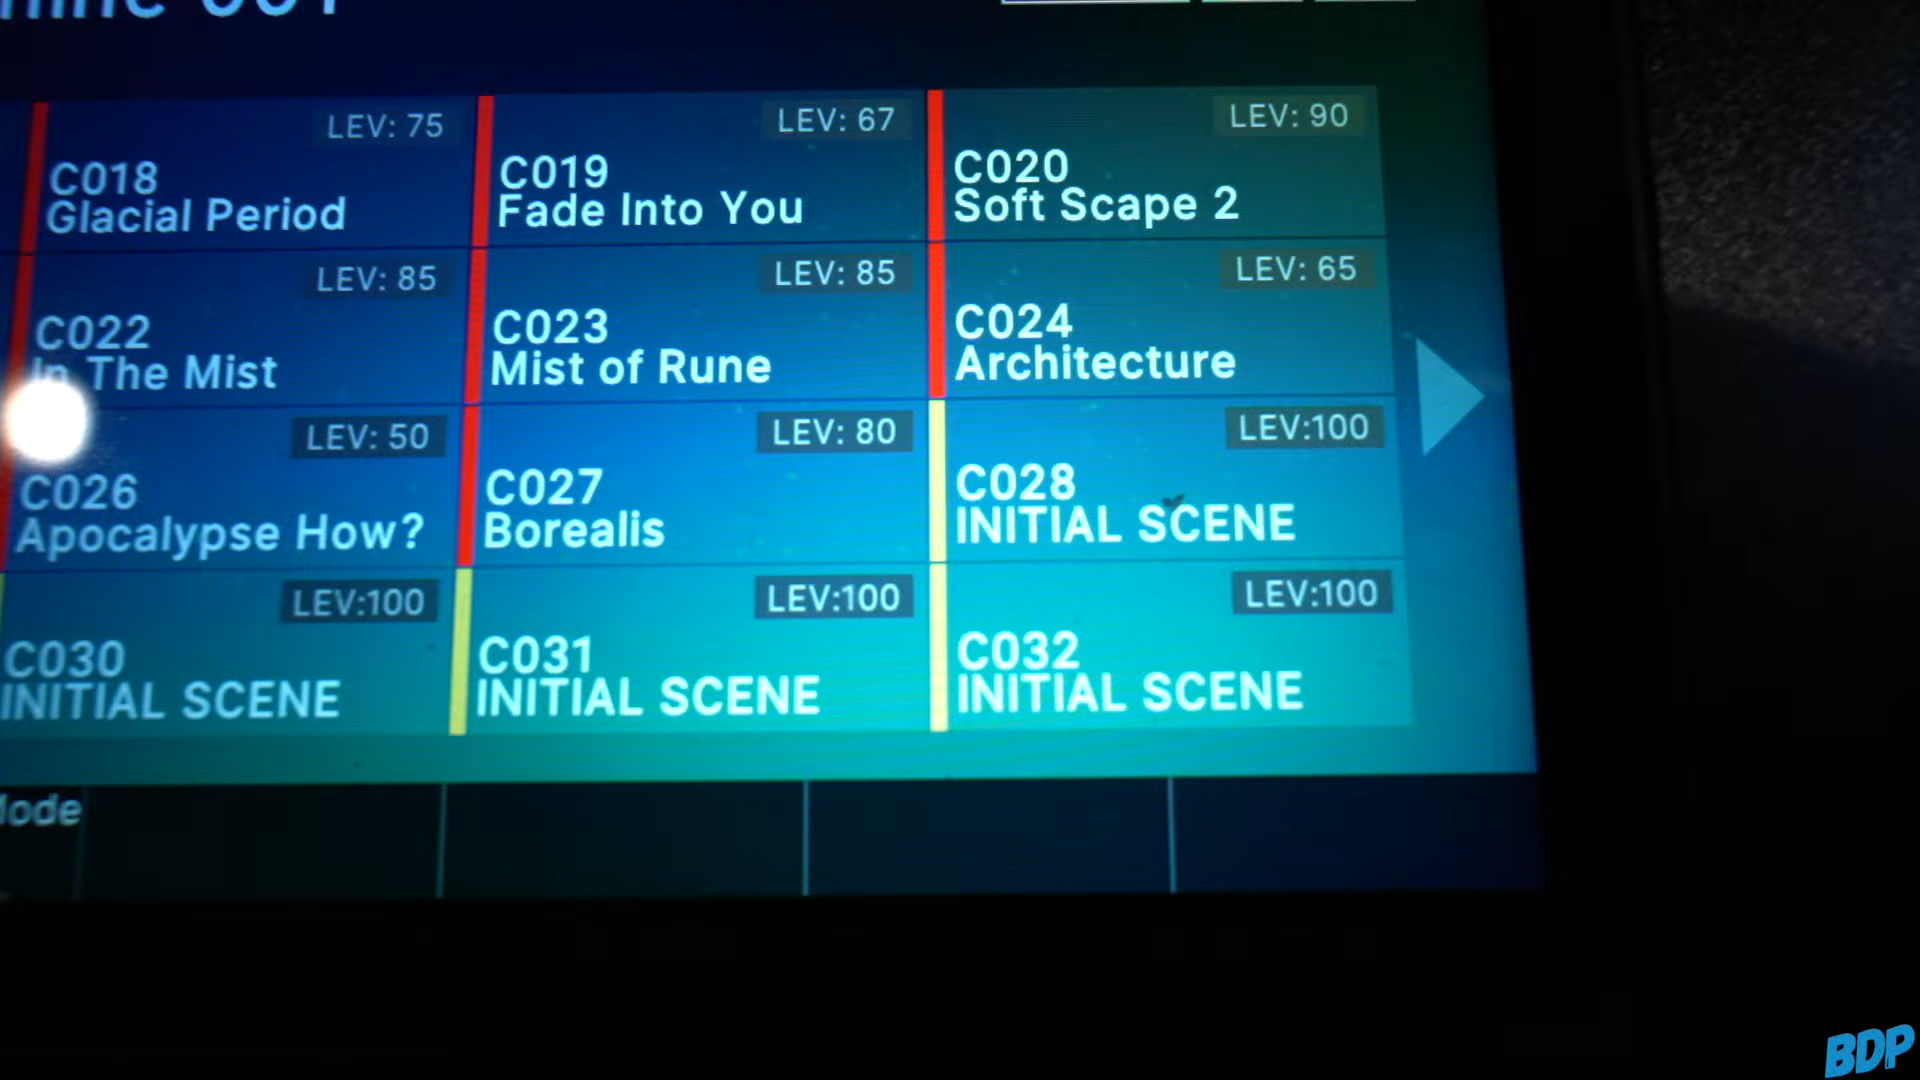 001
LEV: 75
C018
Glacial Period
LEV: 67
C019
Fade Into You
LEV: 90
C020
Soft Scape 2
LEV: 85
C022
In The Mist
LEV: 85
C023
Mist of Rune
LEV: 65
C024
Architecture
LEV: 50
C026
Apocalypse How?
LEV: 80
C027
Borealis
LEV:100
C028
INITIAL SCENE
LEV:100
C030
INITIAL SCENE
LEV:100
C031
INITIAL SCENE
LEV:100
C032
INITIAL SCENE
Mode
BDP